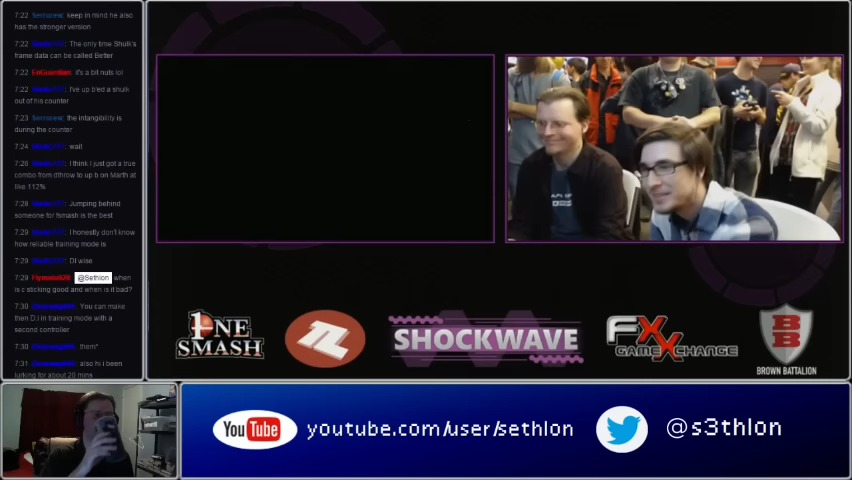 7:22 keep in mind he also
has the stronger version
7:22 The only time Shulk's
frame data can be called Better
7:22 EriGuardian: it's a bit nuts lol
7:22 I've up b'ed a shulk
out of his counter
7:23 the intangibility is
during the counter
7:24 wait
7:26 I think I just got a true
combo from dthrow to up b on Marth at
like 112%
7:28 Jumping behind
someone for fsmash is the best
7:29 I honestly don't know
how reliable training mode is
7:29 DI wise
7:29 @Sethlon when
is c sticking good and when is it bad?
7:30 You can make
then D.i in training mode with a
second controller
7:30 them*
7:31 also hi i been
lurking for about 20 mins
1NE
SMASH
SHOCKWAVE
FXX
GAMEXCHANGE
BB
BROWN BATTALION
YouTube youtube.com/user/sethlon
@s3thlon